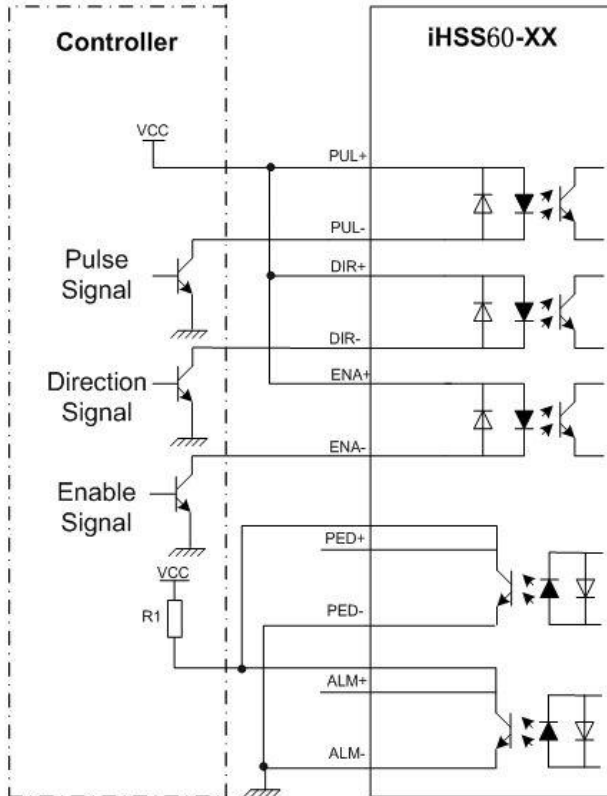 Controller
iHSS60-XX
VCC
PUL+
PUL-
Pulse
Signal
DIR+
DIR-
Direction
Signal
ENA+
ENA-
Enable
Signal
PED+
VCC
R1
PED-
ALM+
ALM-